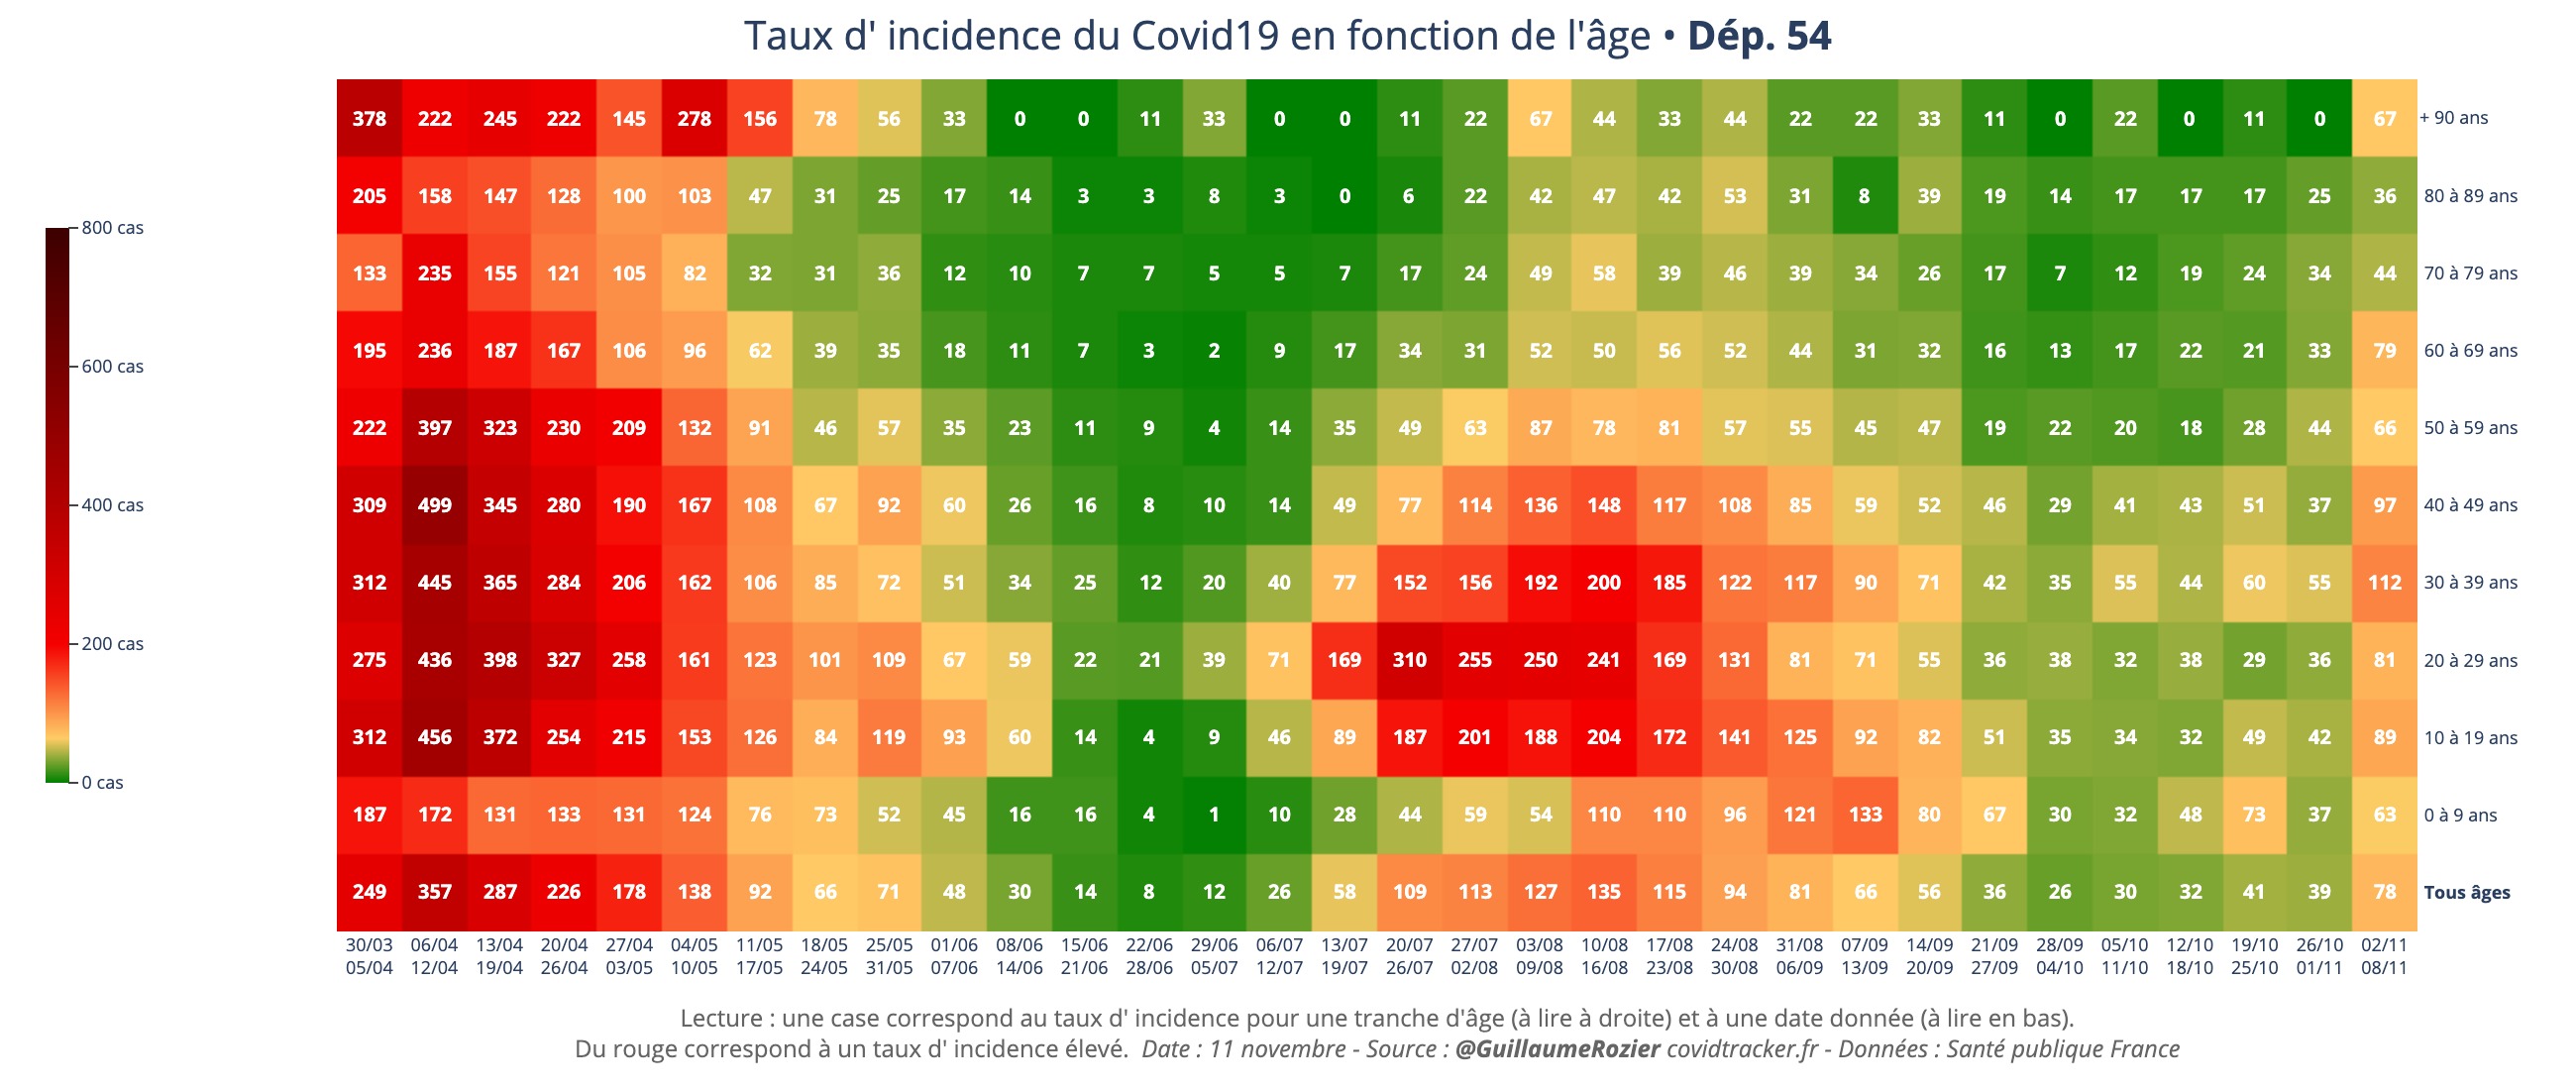 Taux d' incidence du Covid19 en fonction de l'âge • Dép. 54
378 222 245 222 145 278 156 78 56 33 0 0 11 33 0 0 11 22 67 44 33 44 22 22 33 11 0 22 0 11 0 67 + 90 ans
205 158 147 128 100 103 47 31 25 17 14 3 3 8 3 0 6 22 42 47 42 53 31 8 39 19 14 17 17 17 25 36 80 à 89 ans
800 cas
133 235 155 121 105 82 32 31 36 12 10 7 7 5 5 7 17 24 49 58 39 46 39 34 26 17 7 12 19 24 34 44 70 à 79 ans
195 236 187 167 106 96 62 39 35 18 11 7 3 2 9 17 34 31 52 50 56 52 44 31 32 16 13 17 22 21 33 79 60 à 69 ans
600 cas
222 397 323 230 209 132 91 46 57 35 23 11 9 4 14 35 49 63 87 78 81 57 55 45 47 19 22 20 18 28 44 66 50 à 59 ans
400 cas
309 499 345 280 190 167 108 67 92 60 26 16 8 10 14 49 77 114 136 148 117 108 85 59 52 46 29 41 43 51 37 97 40 à 49 ans
312 445 365 284 206 162 106 85 72 51 34 25 12 20 40 77 152 156 192 200 185 122 117 90 71 42 35 55 44 60 55 112 30 à 39 ans
200 cas
275 436 398 327 258 161 123 101 109 67 59 22 21 39 71 169 310 255 250 241 169 131 81 71 55 36 38 32 38 29 36 81 20 à 29 ans
312 456 372 254 215 153 126 84 119 93 60 14 4 9 46 89 187 201 188 204 172 141 125 92 82 51 35 34 32 49 42 89 10 à 19 ans
0 cas
187 172 131 133 131 124 76 73 52 45 16 16 4 1 10 28 44 59 54 110 110 96 121 133 80 67 30 32 48 73 37 63 0 à 9 ans
249 357 287 226 178 138 92 66 71 48 30 14 8 12 26 58 109 113 127 135 115 94 81 66 56 36 26 30 32 41 39 78 Tous âges
30/03 06/04 13/04 20/04 27/04 04/05 11/05 18/05 25/05 01/06 08/06 15/06 22/06 29/06 06/07 13/07 20/07 27/07 03/08 10/08 17/08 24/08 31/08 07/09 14/09 21/09 28/09 05/10 12/10 19/10 26/10 02/11
05/04 12/04 19/04 26/04 03/05 10/05 17/05 24/05 31/05 07/06 14/06 21/06 28/06 05/07 12/07 19/07 26/07 02/08 09/08 16/08 23/08 30/08 06/09 13/09 20/09 27/09 04/10 11/10 18/10 25/10 01/11 08/11
Lecture : une case correspond au taux d' incidence pour une tranche d'âge (à lire à droite) et à une date donnée (à lire en bas).
Du rouge correspond à un taux d' incidence élevé. Date : 11 novembre - Source : @GuillaumeRozier covidtracker.fr - Données : Santé publique France